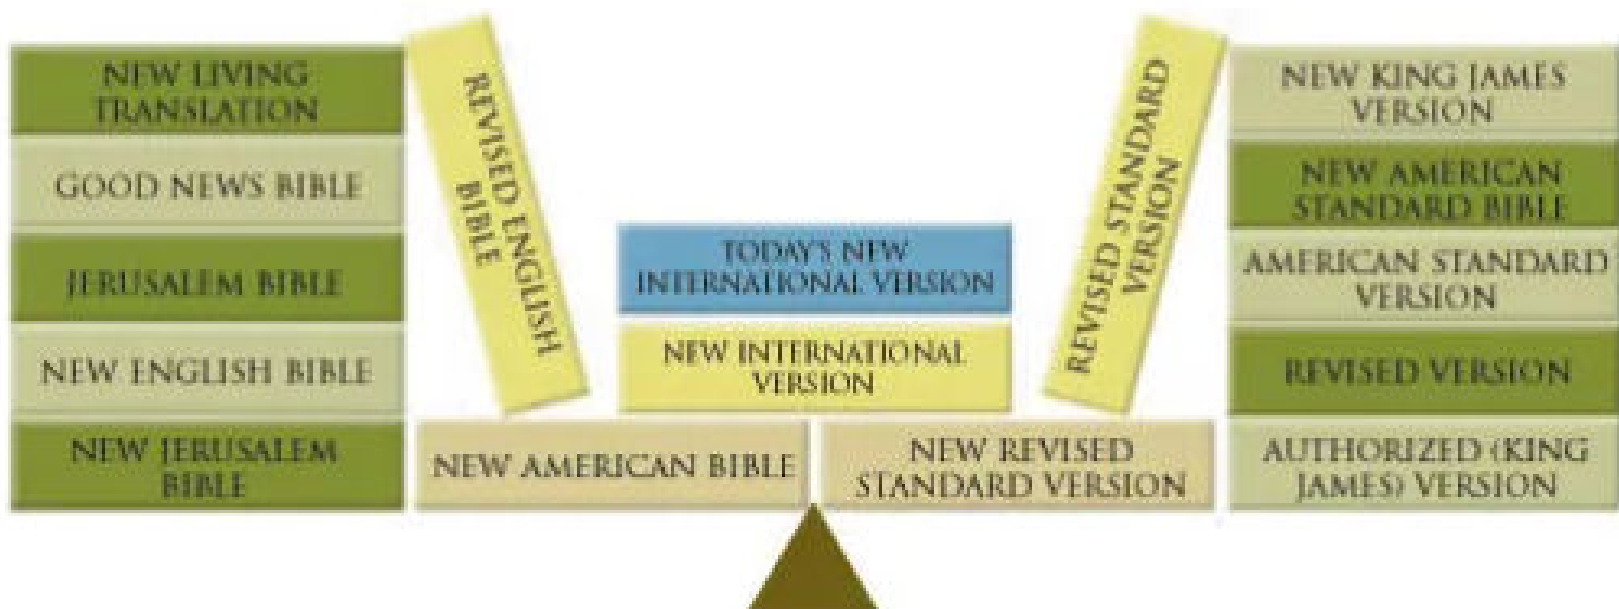 NEW LIVING
TRANSLATION
GOOD NEWS BIBLE
JERUSALEM BIBLE
NEW ENGLISH BIBLE
NEW JERUSALEM
BIBLE
REVISED ENGLISH
BIBLE
TODAY'S NEW
INTERNATIONAL VERSION
NEW INTERNATIONAL
VERSION
NEW AMERICAN BIBLE
NEW REVISED
STANDARD VERSION
REVISED STANDARD
VERSION
NEW KING JAMES
VERSION
NEW AMERICAN
STANDARD BIBLE
AMERICAN STANDARD
VERSION
REVISED VERSION
AUTHORIZED (KING
JAMES) VERSION